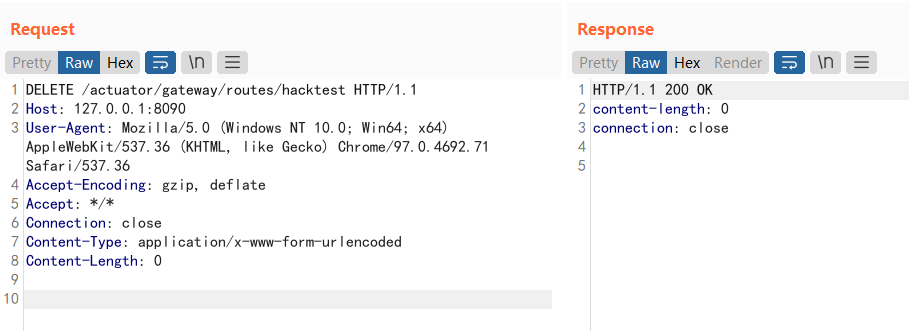 Request
Pretty Raw Hex \n
1 DELETE /actuator/gateway/routes/hacktest HTTP/1.1
2 Host: 127.0.0.1:8090
3 User-Agent: Mozilla/5.0 (Windows NT 10.0; Win64; x64)
AppleWebKit/537.36 (KHTML, like Gecko) Chrome/97.0.4692.71
Safari/537.36
4 Accept-Encoding: gzip, deflate
5 Accept: */*
6 Connection: close
7 Content-Type: application/x-www-form-urlencoded
8 Content-Length: 0
9
10
Response
Pretty Raw Hex Render \n
1 HTTP/1.1 200 OK
2 content-length: 0
3 connection: close
4
5